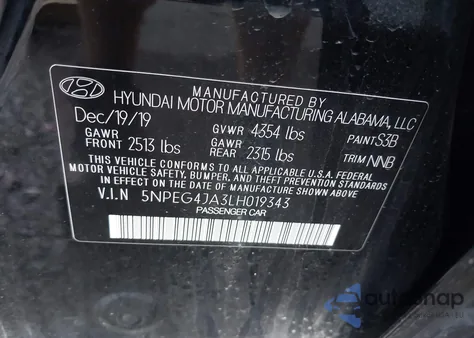 MANUFACTURED BY
HYUNDAI MOTOR MANUFACTURING ALABAMA, LLC
Dec/19/19 GVWR 4354 lbs PAINT S3B
GAWR FRONT 2513 lbs GAWR REAR 2315 lbs TRIM NNB
THIS VEHICLE CONFORMS TO ALL APPLICABLE U.S.A FEDERAL
MOTOR VEHICLE SAFETY, BUMPER, AND THEFT PREVENTION STANDARDS
IN EFFECT ON THE DATE OF MANUFACTURE SHOWN ABOVE.
V.I.N 5NPEG4JA3LH019343
PASSENGER CAR
autosnap